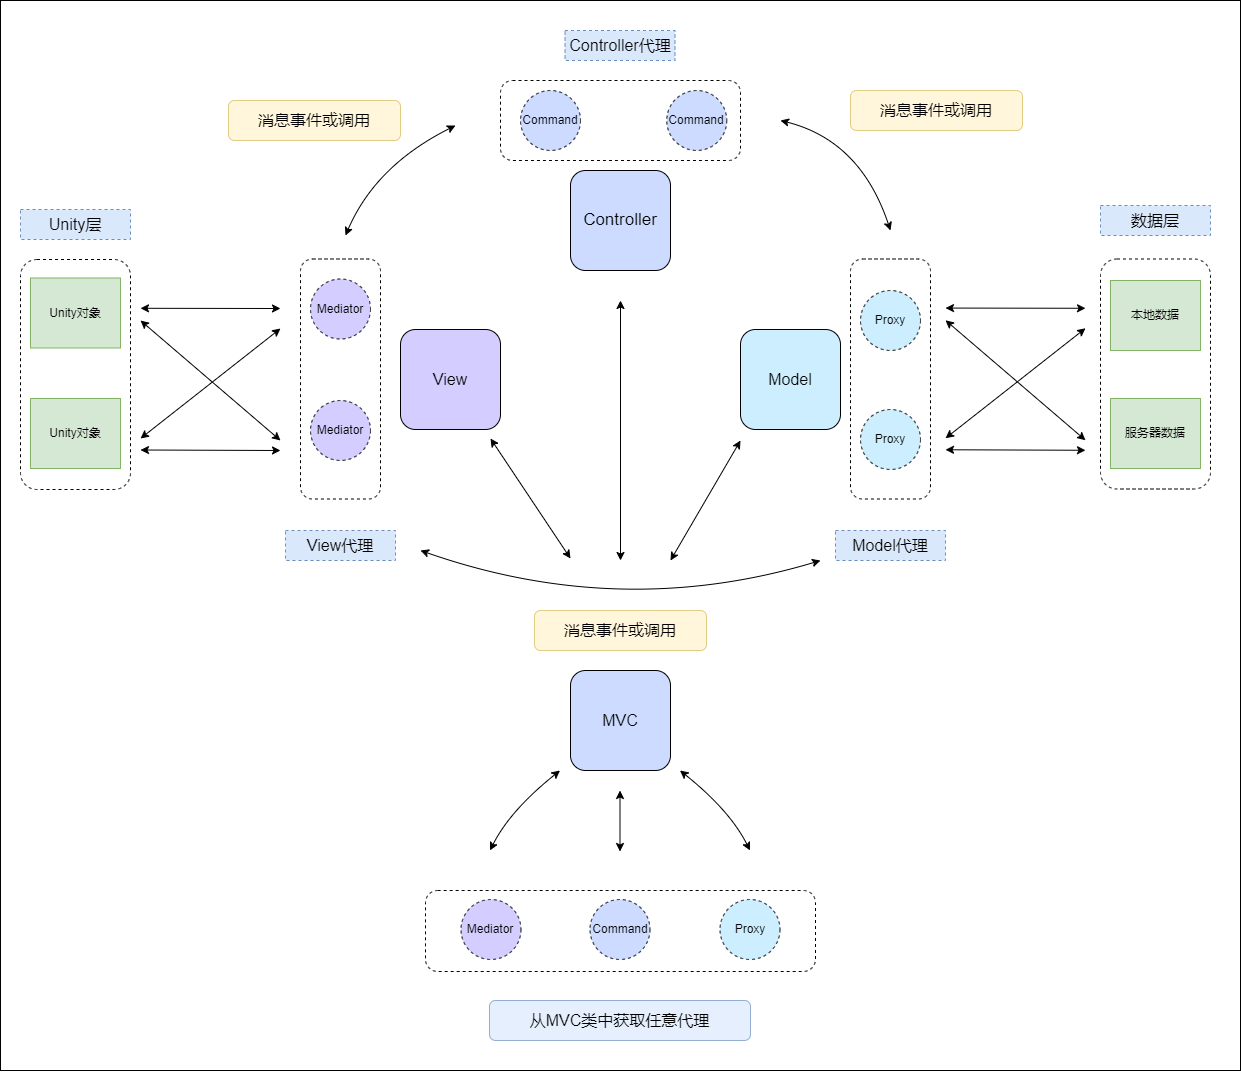 Controller代理
消息事件或调用
Command
Command
消息事件或调用
Controller
Unity层
数据层
Unity对象
Mediator
Proxy
本地数据
View
Model
Unity对象
Mediator
Proxy
服务器数据
View代理
Model代理
消息事件或调用
MVC
Mediator
Command
Proxy
从MVC类中获取任意代理